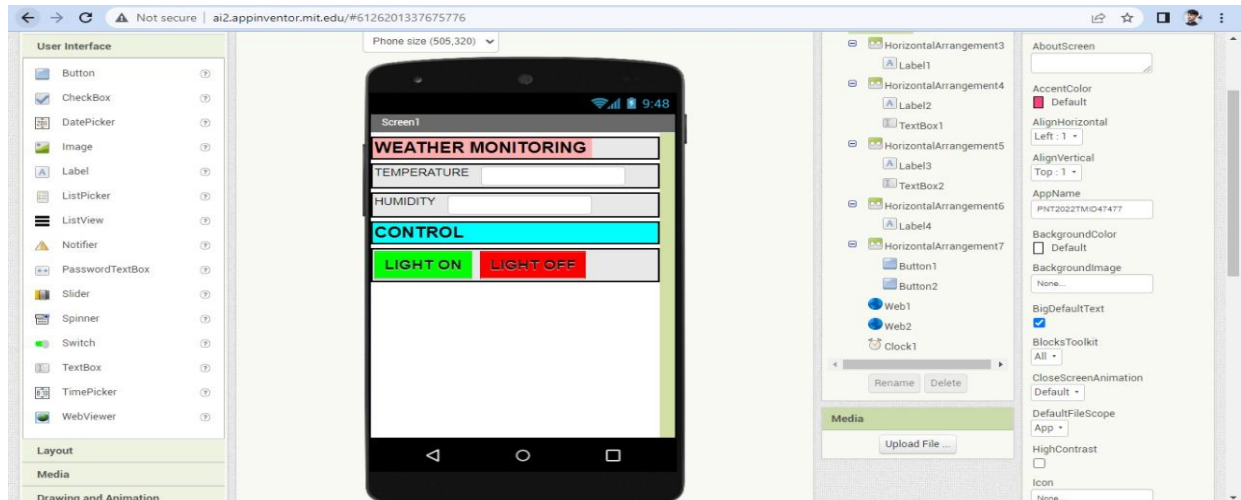 Not secure | ai2.appinventor.mit.edu/#6126201337675776
User Interface
Button
CheckBox
DatePicker
Image
Label
ListPicker
ListView
Notifier
PasswordTextBox
Slider
Spinner
Switch
TextBox
TimePicker
WebViewer
Layout
Media
Drawing and Animation
Phone size (505,320)
9:48
Screen1
WEATHER MONITORING
TEMPERATURE
HUMIDITY
CONTROL
LIGHT ON LIGHT OFF
HorizontalArrangement3
Label1
HorizontalArrangement4
Label2
TextBox1
HorizontalArrangement5
Label3
TextBox2
HorizontalArrangement6
Label4
HorizontalArrangement7
Button1
Button2
Web1
Web2
Clock1
Rename Delete
Media
Upload File ...
AboutScreen
AccentColor
Default
AlignHorizontal
Left : 1
AlignVertical
Top : 1
AppName
PNT2022TMID47477
BackgroundColor
Default
BackgroundImage
None...
BigDefaultText
BlocksToolkit
All
CloseScreenAnimation
Default
DefaultFileScope
App
HighContrast
Icon
None...